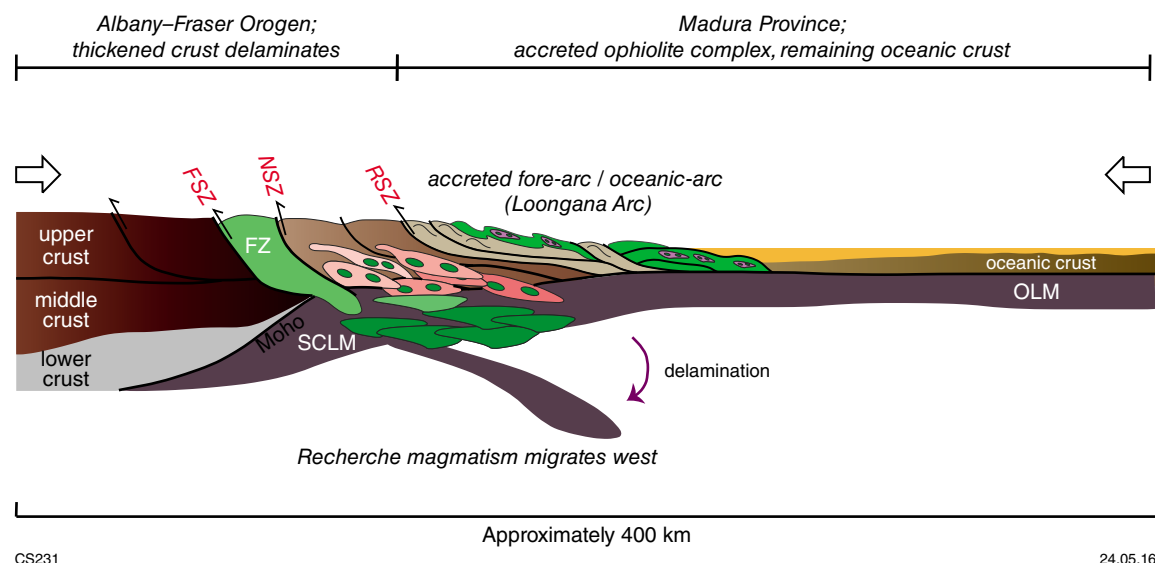 Albany–Fraser Orogen;
thickened crust delaminates
Madura Province;
accreted ophiolite complex, remaining oceanic crust
FSZ
NSZ
RSZ
accreted fore-arc / oceanic-arc
(Loongana Arc)
upper
crust
FZ
oceanic crust
middle
crust
OLM
Moho
SCLM
lower
crust
delamination
Recherche magmatism migrates west
Approximately 400 km
CS231
24.05.16